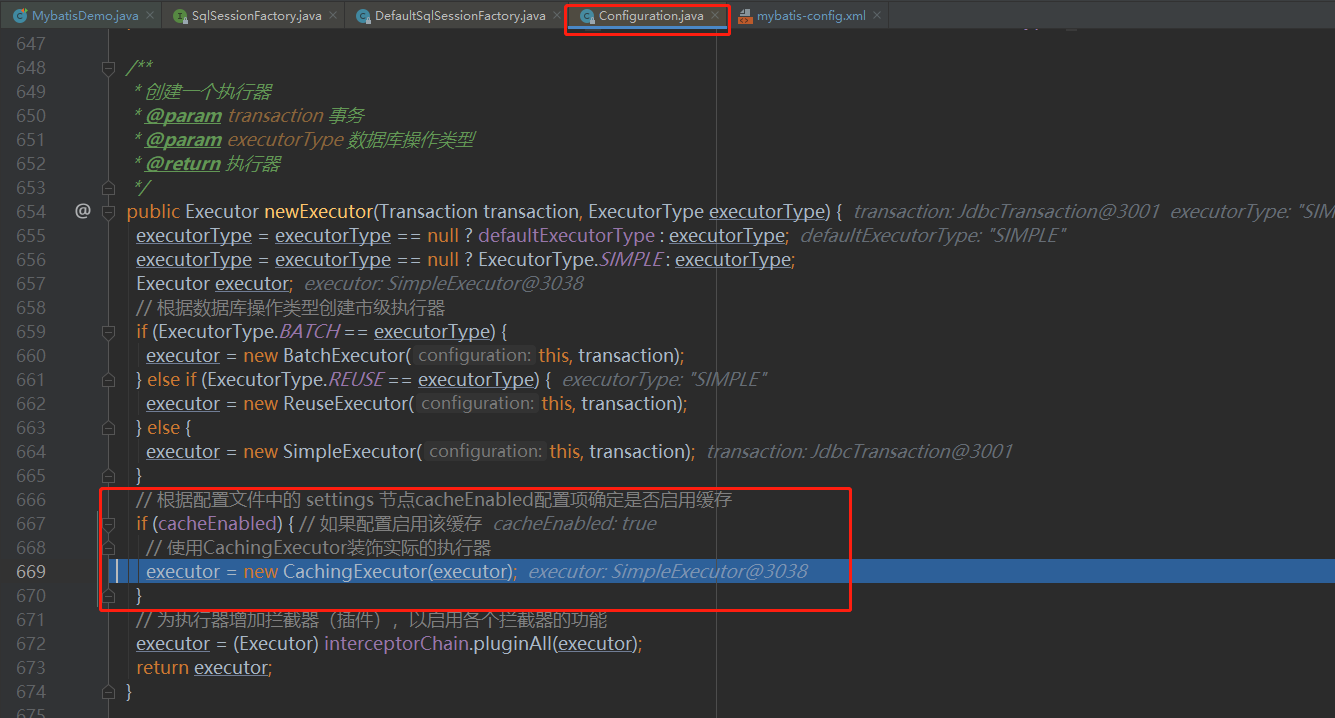 MybatisDemo.java × SqlSessionFactory.java × DefaultSqlSessionFactory.java × Configuration.java × mybatis-config.xml ×
647
648 /**
649 * 创建一个执行器
650 * @param transaction 事务
651 * @param executorType 数据库操作类型
652 * @return 执行器
653 */
654 @ public Executor newExecutor(Transaction transaction, ExecutorType executorType) { transaction: JdbcTransaction@3001 executorType: "SIM
655 executorType = executorType == null ? defaultExecutorType : executorType; defaultExecutorType: "SIMPLE"
656 executorType = executorType == null ? ExecutorType.SIMPLE : executorType;
657 Executor executor; executor: SimpleExecutor@3038
658 // 根据数据库操作类型创建市级执行器
659 if (ExecutorType.BATCH == executorType) {
660 executor = new BatchExecutor( configuration: this, transaction);
661 } else if (ExecutorType.REUSE == executorType) { executorType: "SIMPLE"
662 executor = new ReuseExecutor( configuration: this, transaction);
663 } else {
664 executor = new SimpleExecutor( configuration: this, transaction); transaction: JdbcTransaction@3001
665 }
666 // 根据配置文件中的 settings 节点cacheEnabled配置项确定是否启用缓存
667 if (cacheEnabled) { // 如果配置启用该缓存 cacheEnabled: true
668 // 使用CachingExecutor装饰实际的执行器
669 executor = new CachingExecutor(executor); executor: SimpleExecutor@3038
670 }
671 // 为执行器增加拦截器（插件），以启用各个拦截器的功能
672 executor = (Executor) interceptorChain.pluginAll(executor);
673 return executor;
674 }
675